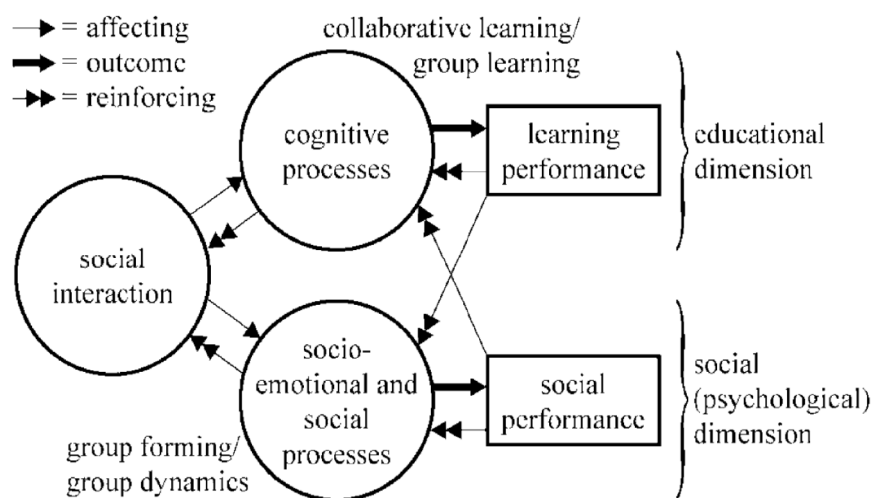 = affecting
= outcome
= reinforcing
collaborative learning/
group learning
cognitive
processes
learning
performance
educational
dimension
social
interaction
socio-
emotional and
social
processes
social
performance
social
(psychological)
dimension
group forming/
group dynamics